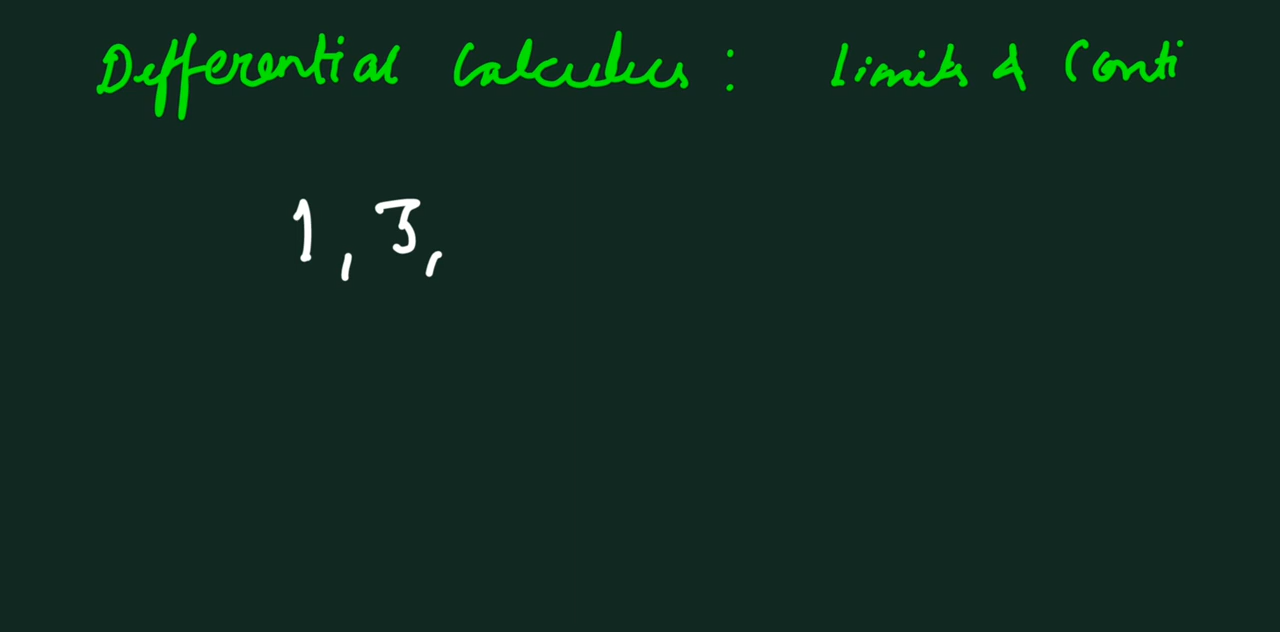 Differential Calculus : Limits & Conti
1, 3,